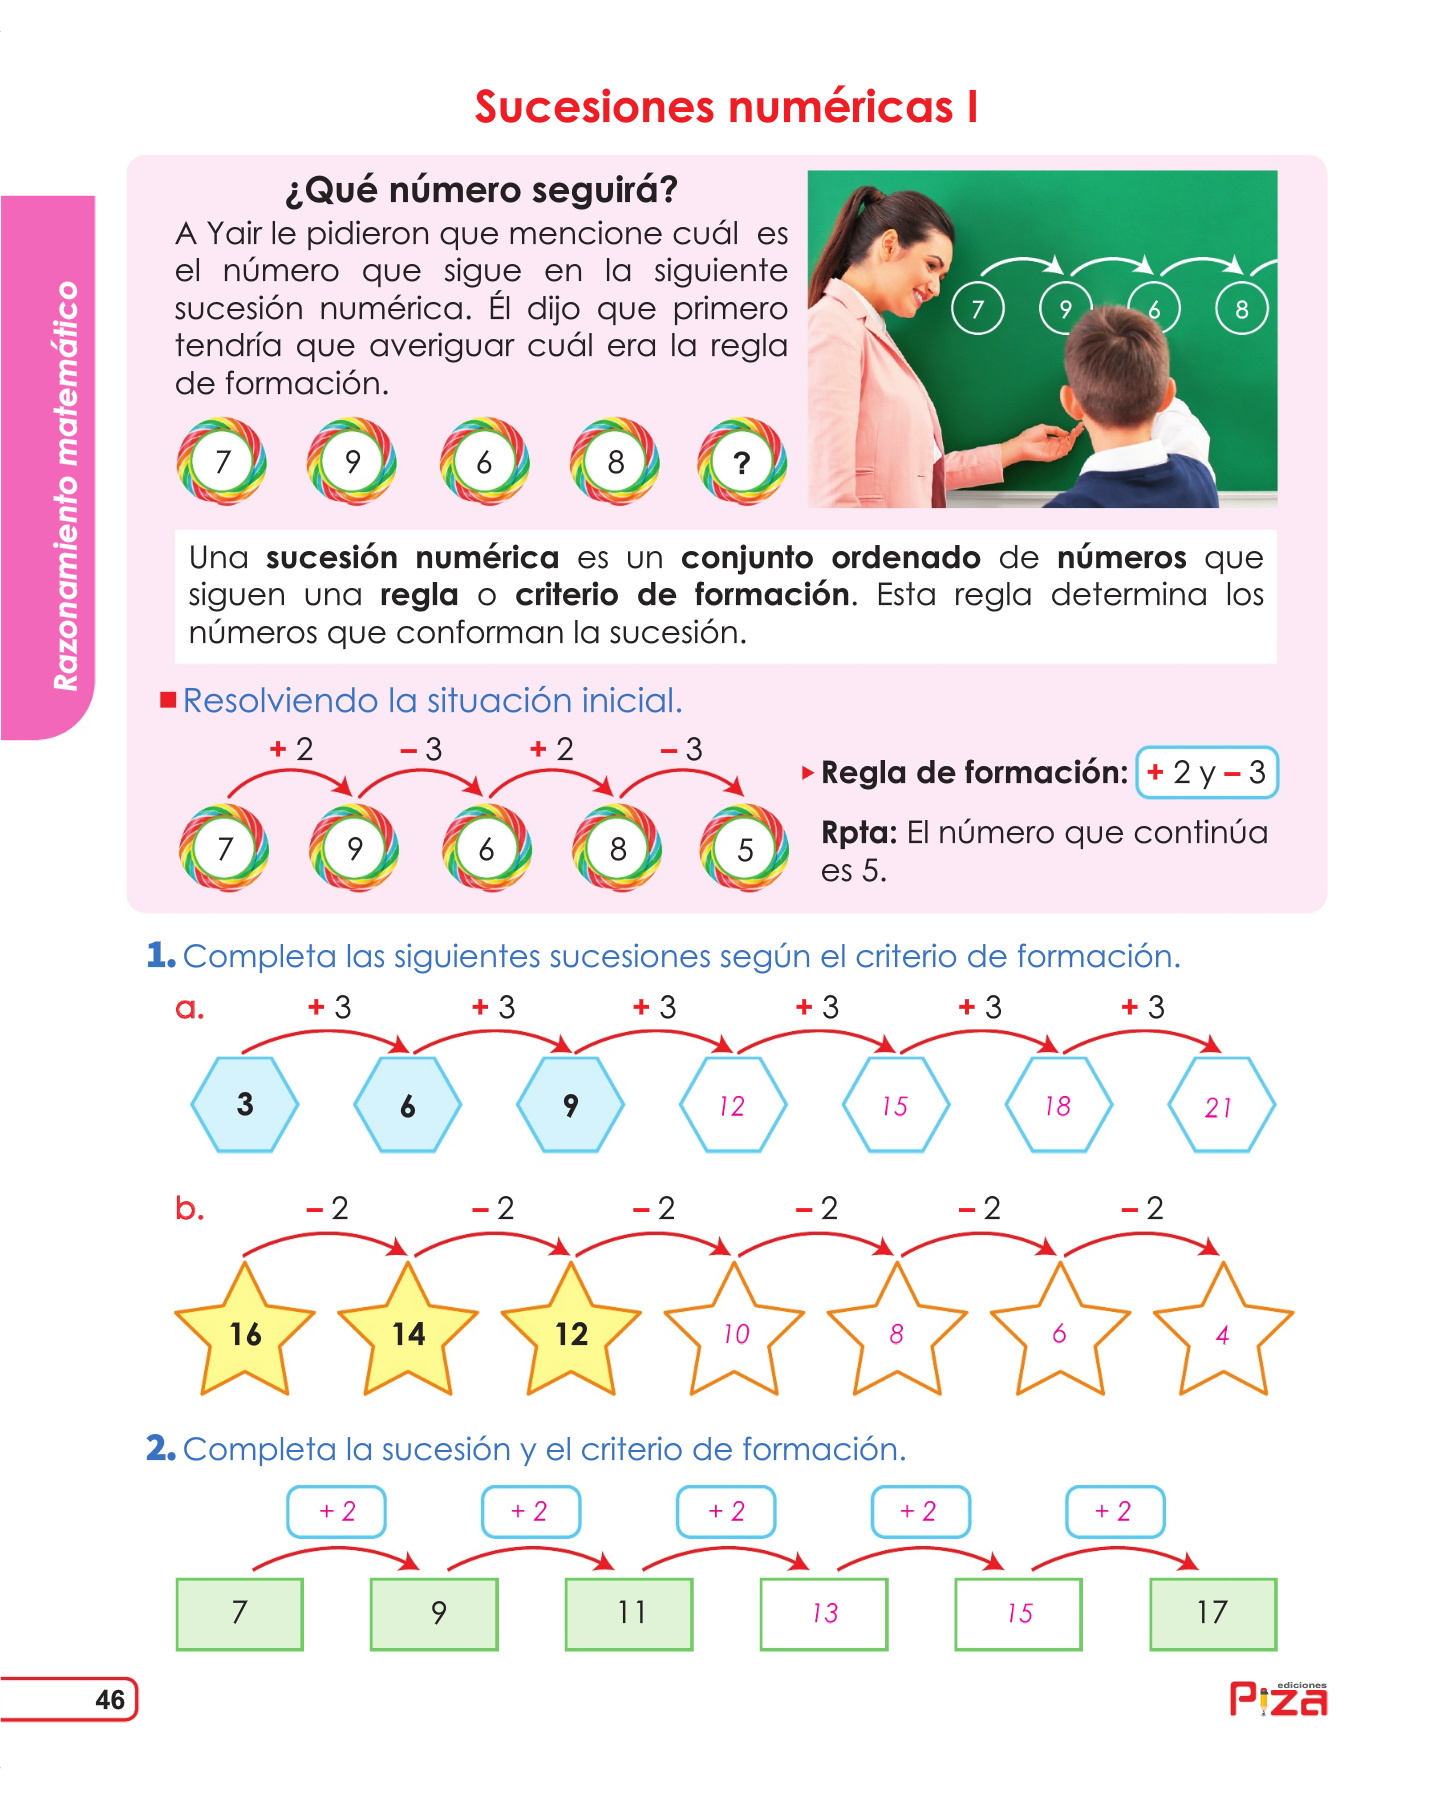 Sucesiones numéricas I
Razonamiento matemático
¿Qué número seguirá?
A Yair le pidieron que mencione cuál es
el número que sigue en la siguiente
sucesión numérica. Él dijo que primero
tendría que averiguar cuál era la regla
de formación.
7 9 6 8
7 9 6 8 ?
Una sucesión numérica es un conjunto ordenado de números que
siguen una regla o criterio de formación. Esta regla determina los
números que conforman la sucesión.
Resolviendo la situación inicial.
+ 2 – 3 + 2 – 3
7 9 6 8 5
Regla de formación: + 2 y – 3
Rpta: El número que continúa
es 5.
1. Completa las siguientes sucesiones según el criterio de formación.
a. + 3 + 3 + 3 + 3 + 3 + 3
3 6 9 12 15 18 21
b. – 2 – 2 – 2 – 2 – 2 – 2
16 14 12 10 8 6 4
2. Completa la sucesión y el criterio de formación.
+ 2 + 2 + 2 + 2 + 2
7 9 11 13 15 17
46
ediciones
Piza